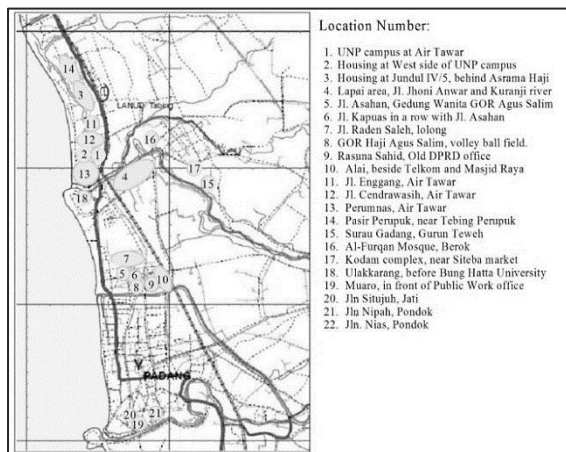 Location Number:
1. UNP campus at Air Tawar
2. Housing at West side of UNP campus
3. Housing at Jundul IV/5, behind Asrama Haji
4. Lapai area, Jl. Jhoni Anwar and Kuranji river
5. Jl. Asahan, Gedung Wanita GOR Agus Salim
6. Jl. Kapuas in a row with Jl. Asahan
7. Jl. Raden Saleh, lolong
8. GOR Haji Agus Salim, volley ball field.
9. Rasuna Sahid, Old DPRD office
10. Alai, beside Telkom and Masjid Raya
11. Jl. Enggang, Air Tawar
12. Jl. Cendrawasih, Air Tawar
13. Perumnas, Air Tawar
14. Pasir Perupuk, near Tebing Perupuk
15. Surau Gadang, Gurun Teweh
16. Al-Furqan Mosque, Berok
17. Kodam complex, near Siteba market
18. Ulakkarang, before Bung Hatta University
19. Muaro, in front of Public Work office
20. Jln Situjuh, Jati
21. Jln Nipah, Pondok
22. Jln. Nias, Pondok
14
3
LANUD Tabing
11
12
16
2 1
17
13
4
15
18
7
5 6 10
8 9
PADANG
20 21
19